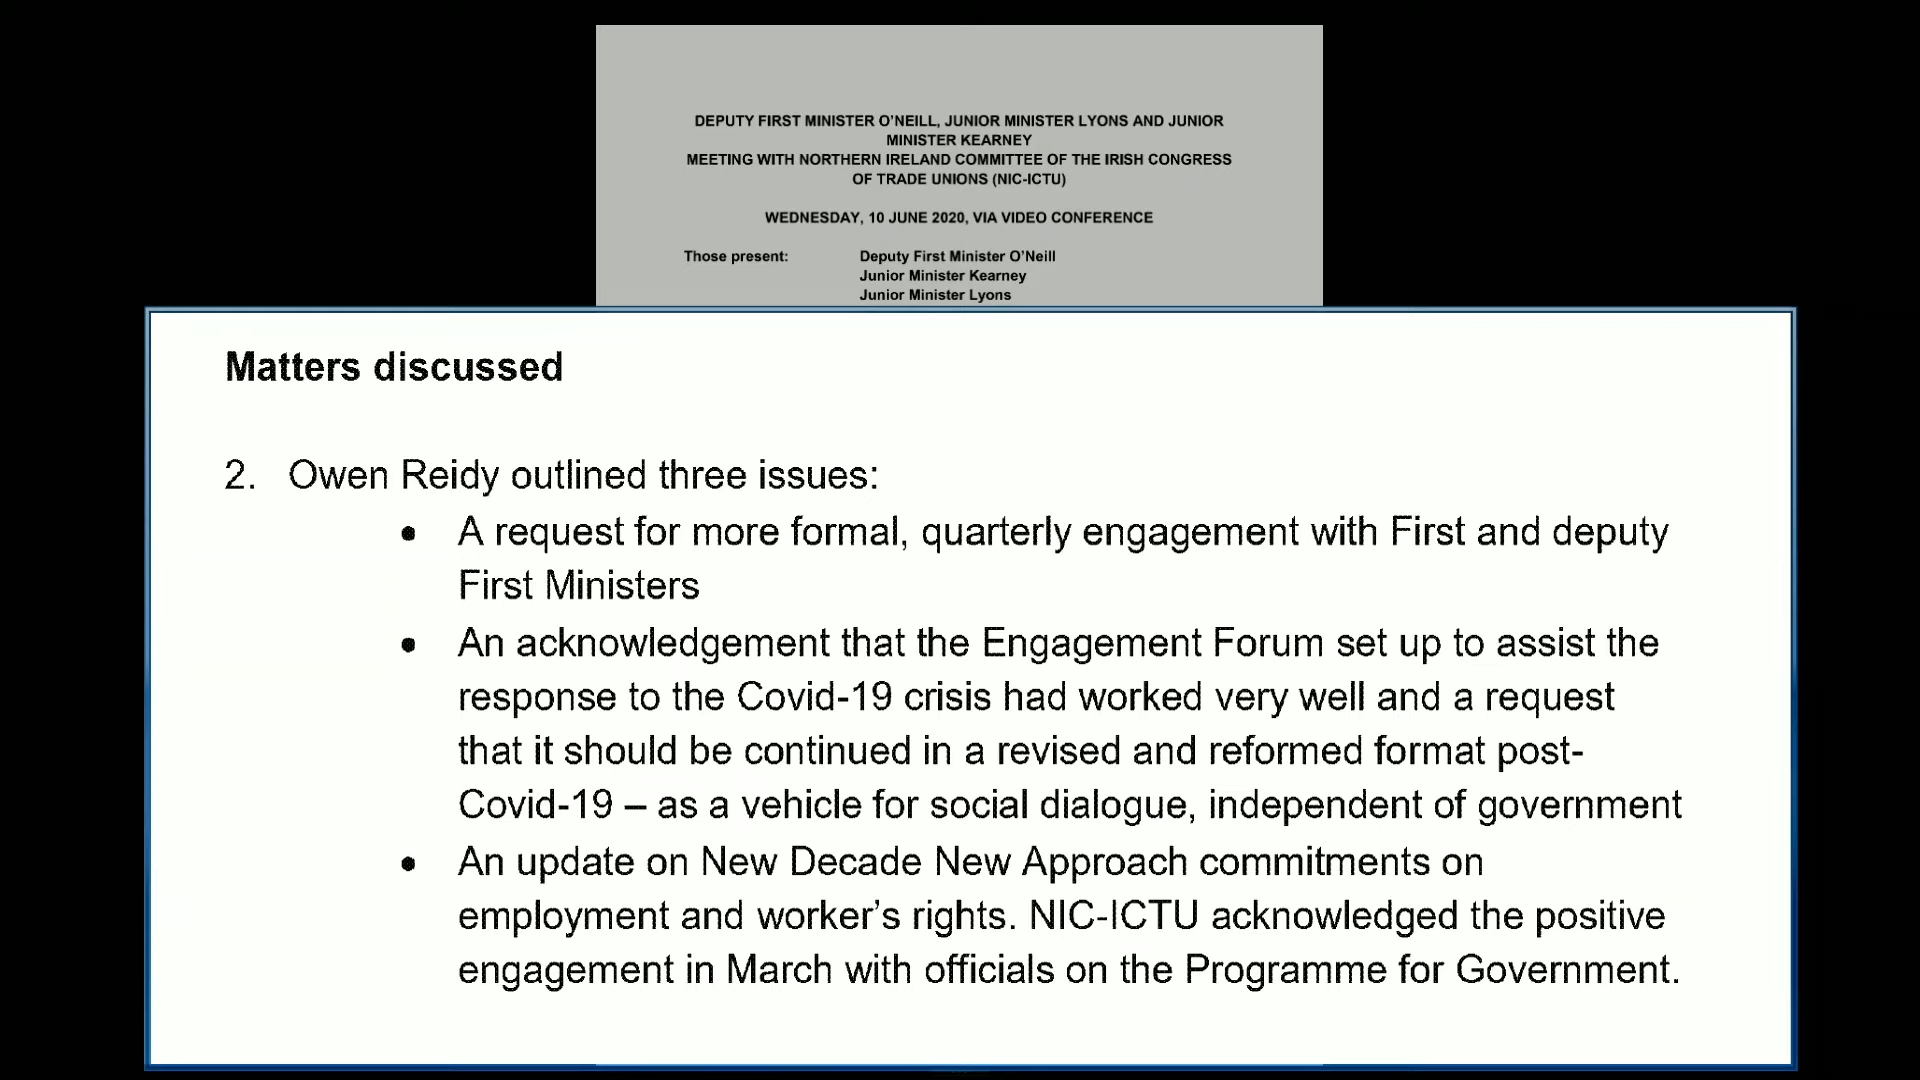 DEPUTY FIRST MINISTER O'NEILL, JUNIOR MINISTER LYONS AND JUNIOR
MINISTER KEARNEY
MEETING WITH NORTHERN IRELAND COMMITTEE OF THE IRISH CONGRESS
OF TRADE UNIONS (NIC-ICTU)
WEDNESDAY, 10 JUNE 2020, VIA VIDEO CONFERENCE
Those present: Deputy First Minister O'Neill
Junior Minister Kearney
Junior Minister Lyons
Matters discussed
2. Owen Reidy outlined three issues:
• A request for more formal, quarterly engagement with First and deputy
First Ministers
• An acknowledgement that the Engagement Forum set up to assist the
response to the Covid-19 crisis had worked very well and a request
that it should be continued in a revised and reformed format post-
Covid-19 – as a vehicle for social dialogue, independent of government
• An update on New Decade New Approach commitments on
employment and worker's rights. NIC-ICTU acknowledged the positive
engagement in March with officials on the Programme for Government.